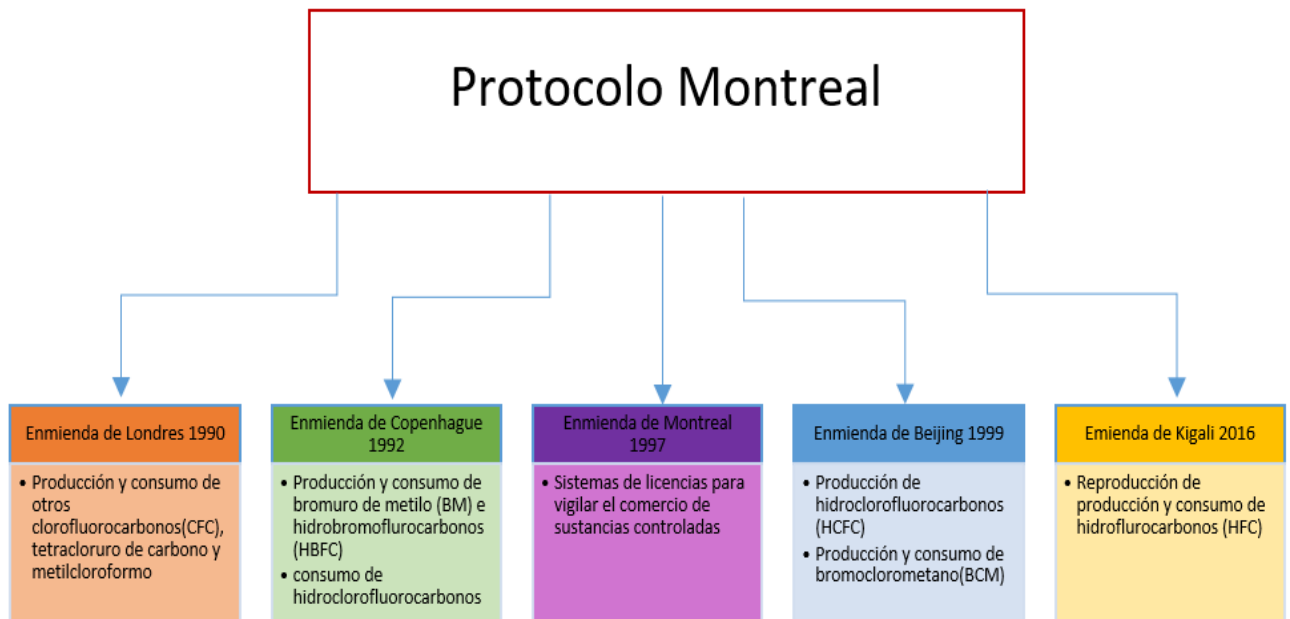 Protocolo Montreal
Enmienda de Londres 1990
• Producción y consumo de
otros
clorofluorocarbonos(CFC),
tetracloruro de carbono y
metilcloroformo
Enmienda de Copenhague
1992
• Producción y consumo de
bromuro de metilo (BM) e
hidrobromoflurocarbonos
(HBFC)
• consumo de
hidroclorofluorocarbonos
Enmienda de Montreal
1997
• Sistemas de licencias para
vigilar el comercio de
sustancias controladas
Enmienda de Beijing 1999
• Producción de
hidroclorofluorocarbonos
(HCFC)
• Producción y consumo de
bromoclorometano(BCM)
Emienda de Kigali 2016
• Reproducción de
producción y consumo de
hidroflurocarbonos (HFC)